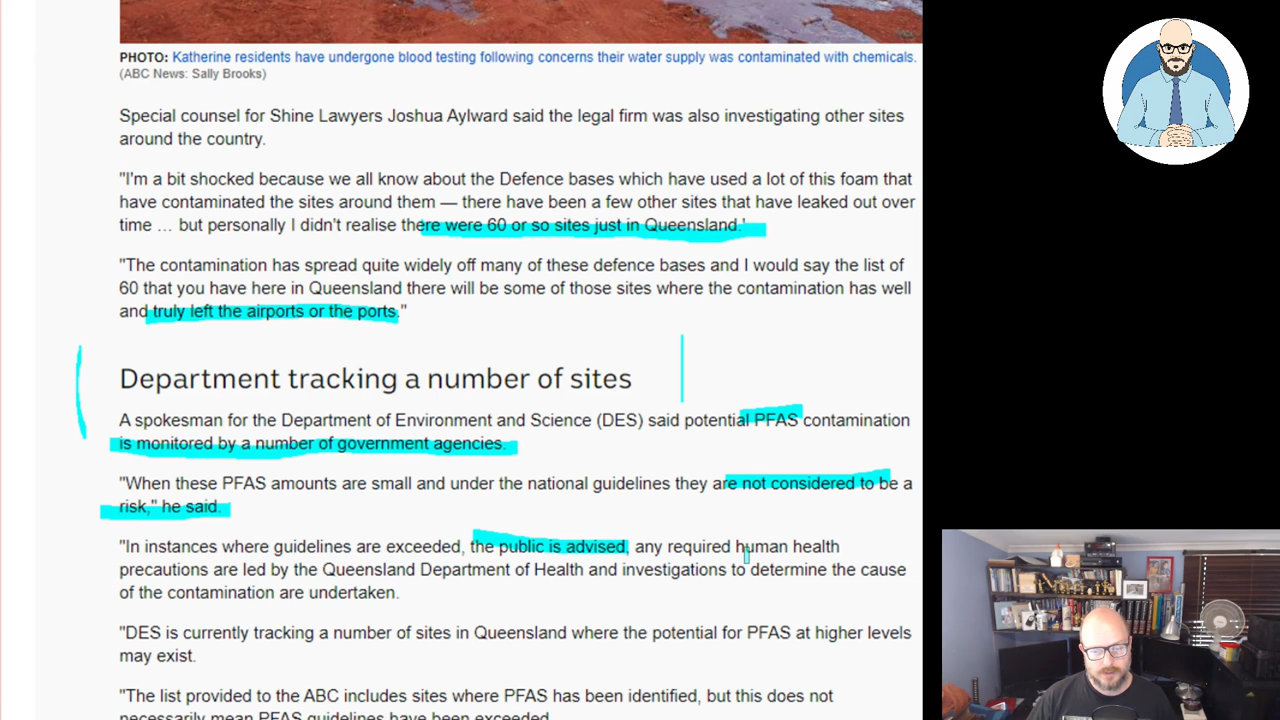 PHOTO: Katherine residents have undergone blood testing following concerns their water supply was contaminated with chemicals.
(ABC News: Sally Brooks)
Special counsel for Shine Lawyers Joshua Aylward said the legal firm was also investigating other sites
around the country.
"I'm a bit shocked because we all know about the Defence bases which have used a lot of this foam that
have contaminated the sites around them — there have been a few other sites that have leaked out over
time ... but personally I didn't realise there were 60 or so sites just in Queensland.'
"The contamination has spread quite widely off many of these defence bases and I would say the list of
60 that you have here in Queensland there will be some of those sites where the contamination has well
and truly left the airports or the ports."
Department tracking a number of sites
A spokesman for the Department of Environment and Science (DES) said potential PFAS contamination
is monitored by a number of government agencies.
"When these PFAS amounts are small and under the national guidelines they are not considered to be a
risk," he said.
"In instances where guidelines are exceeded, the public is advised, any required human health
precautions are led by the Queensland Department of Health and investigations to determine the cause
of the contamination are undertaken.
"DES is currently tracking a number of sites in Queensland where the potential for PFAS at higher levels
may exist.
"The list provided to the ABC includes sites where PFAS has been identified, but this does not
necessarily mean PFAS guidelines have been exceeded.